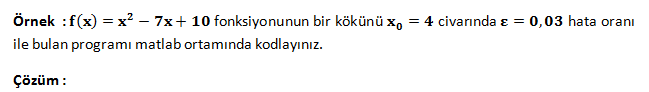 Örnek : f(x) = x² − 7x + 10 fonksiyonunun bir kökünü x₀ = 4 civarında ε = 0,03 hata oranı
ile bulan programı matlab ortamında kodlayınız.
Çözüm :